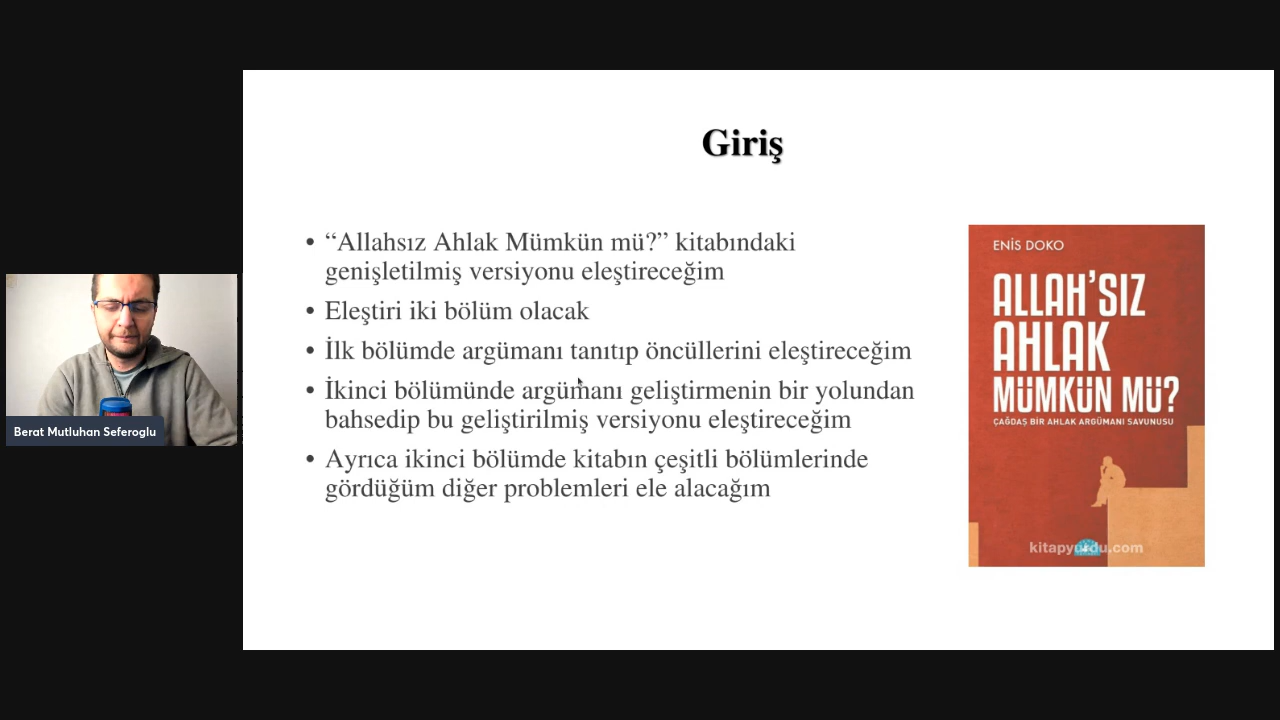 Giriş
• “Allahsız Ahlak Mümkün mü?” kitabındaki
genişletilmiş versiyonu eleştireceğim
• Eleştiri iki bölüm olacak
• İlk bölümde argümanı tanıtıp öncüllerini eleştireceğim
• İkinci bölümünde argümanı geliştirmenin bir yolundan
bahsedip bu geliştirilmiş versiyonu eleştireceğim
• Ayrıca ikinci bölümde kitabın çeşitli bölümlerinde
gördüğüm diğer problemleri ele alacağım
ENİS DOKO
ALLAH'SIZ
AHLAK
MÜMKÜN MÜ?
ÇAĞDAŞ BİR AHLAK ARGÜMANI SAVUNUSU
kitapyurdu.com
Berat Mutluhan Seferoglu